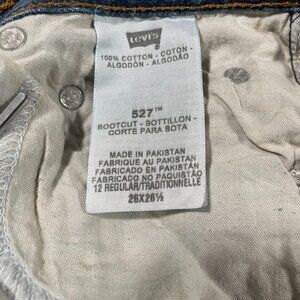 Levi's
100% COTTON - COTON -
ALGODÓN - ALGODÃO
527™
BOOTCUT - BOTTILLON -
CORTE PARA BOTA
MADE IN PAKISTAN
FABRIQUE AU PAKISTAN
FABRICADO EN PAKISTAN
FABRICADO NO PAQUISTÃO
12 REGULAR/TRADITIONNELLE
26X26½